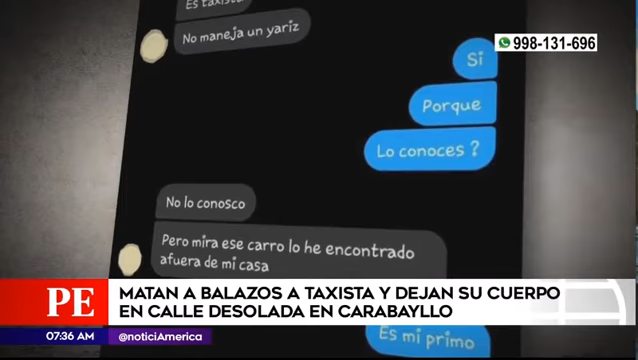 Es taxista
No maneja un yariz
998-131-696
Si
Porque
Lo conoces ?
No lo conosco
Pero mira ese carro lo he encontrado
afuera de mi casa
PE
MATAN A BALAZOS A TAXISTA Y DEJAN SU CUERPO
EN CALLE DESOLADA EN CARABAYLLO
Es mi primo
07:36 AM
@noticiAmerica